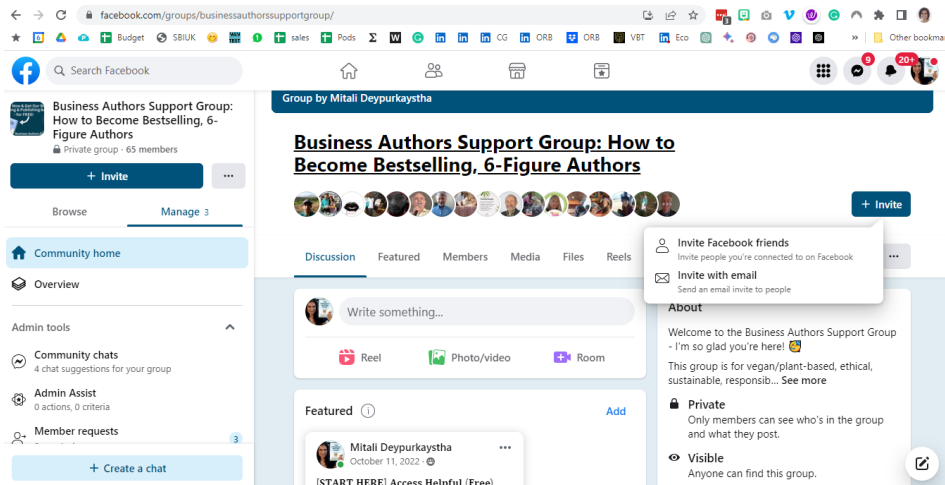 facebook.com/groups/businessauthorssupportgroup/
Budget SBIUK sales Pods CG ORB ORB VBT Eco » Other bookmar
Search Facebook
9 20+
Group by Mitali Deypurkaystha
Business Authors Support Group:
How to Become Bestselling, 6-
Figure Authors
Private group · 65 members
+ Invite
...
Browse Manage 3
Community home
Overview
Admin tools
Community chats
4 chat suggestions for your group
Admin Assist
0 actions, 0 criteria
Member requests
3
+ Create a chat
Business Authors Support Group: How to
Become Bestselling, 6-Figure Authors
+ Invite
Invite Facebook friends
Invite people you're connected to on Facebook
Invite with email
Send an email invite to people
Discussion Featured Members Media Files Reels
...
Write something...
Reel Photo/video Room
Featured
Add
Mitali Deypurkaystha
...
October 11, 2022 ·
[START HERE] Access Helpful (Free)
About
Welcome to the Business Authors Support Group
- I'm so glad you're here!
This group is for vegan/plant-based, ethical,
sustainable, responsib... See more
Private
Only members can see who's in the group
and what they post.
Visible
Anyone can find this group.